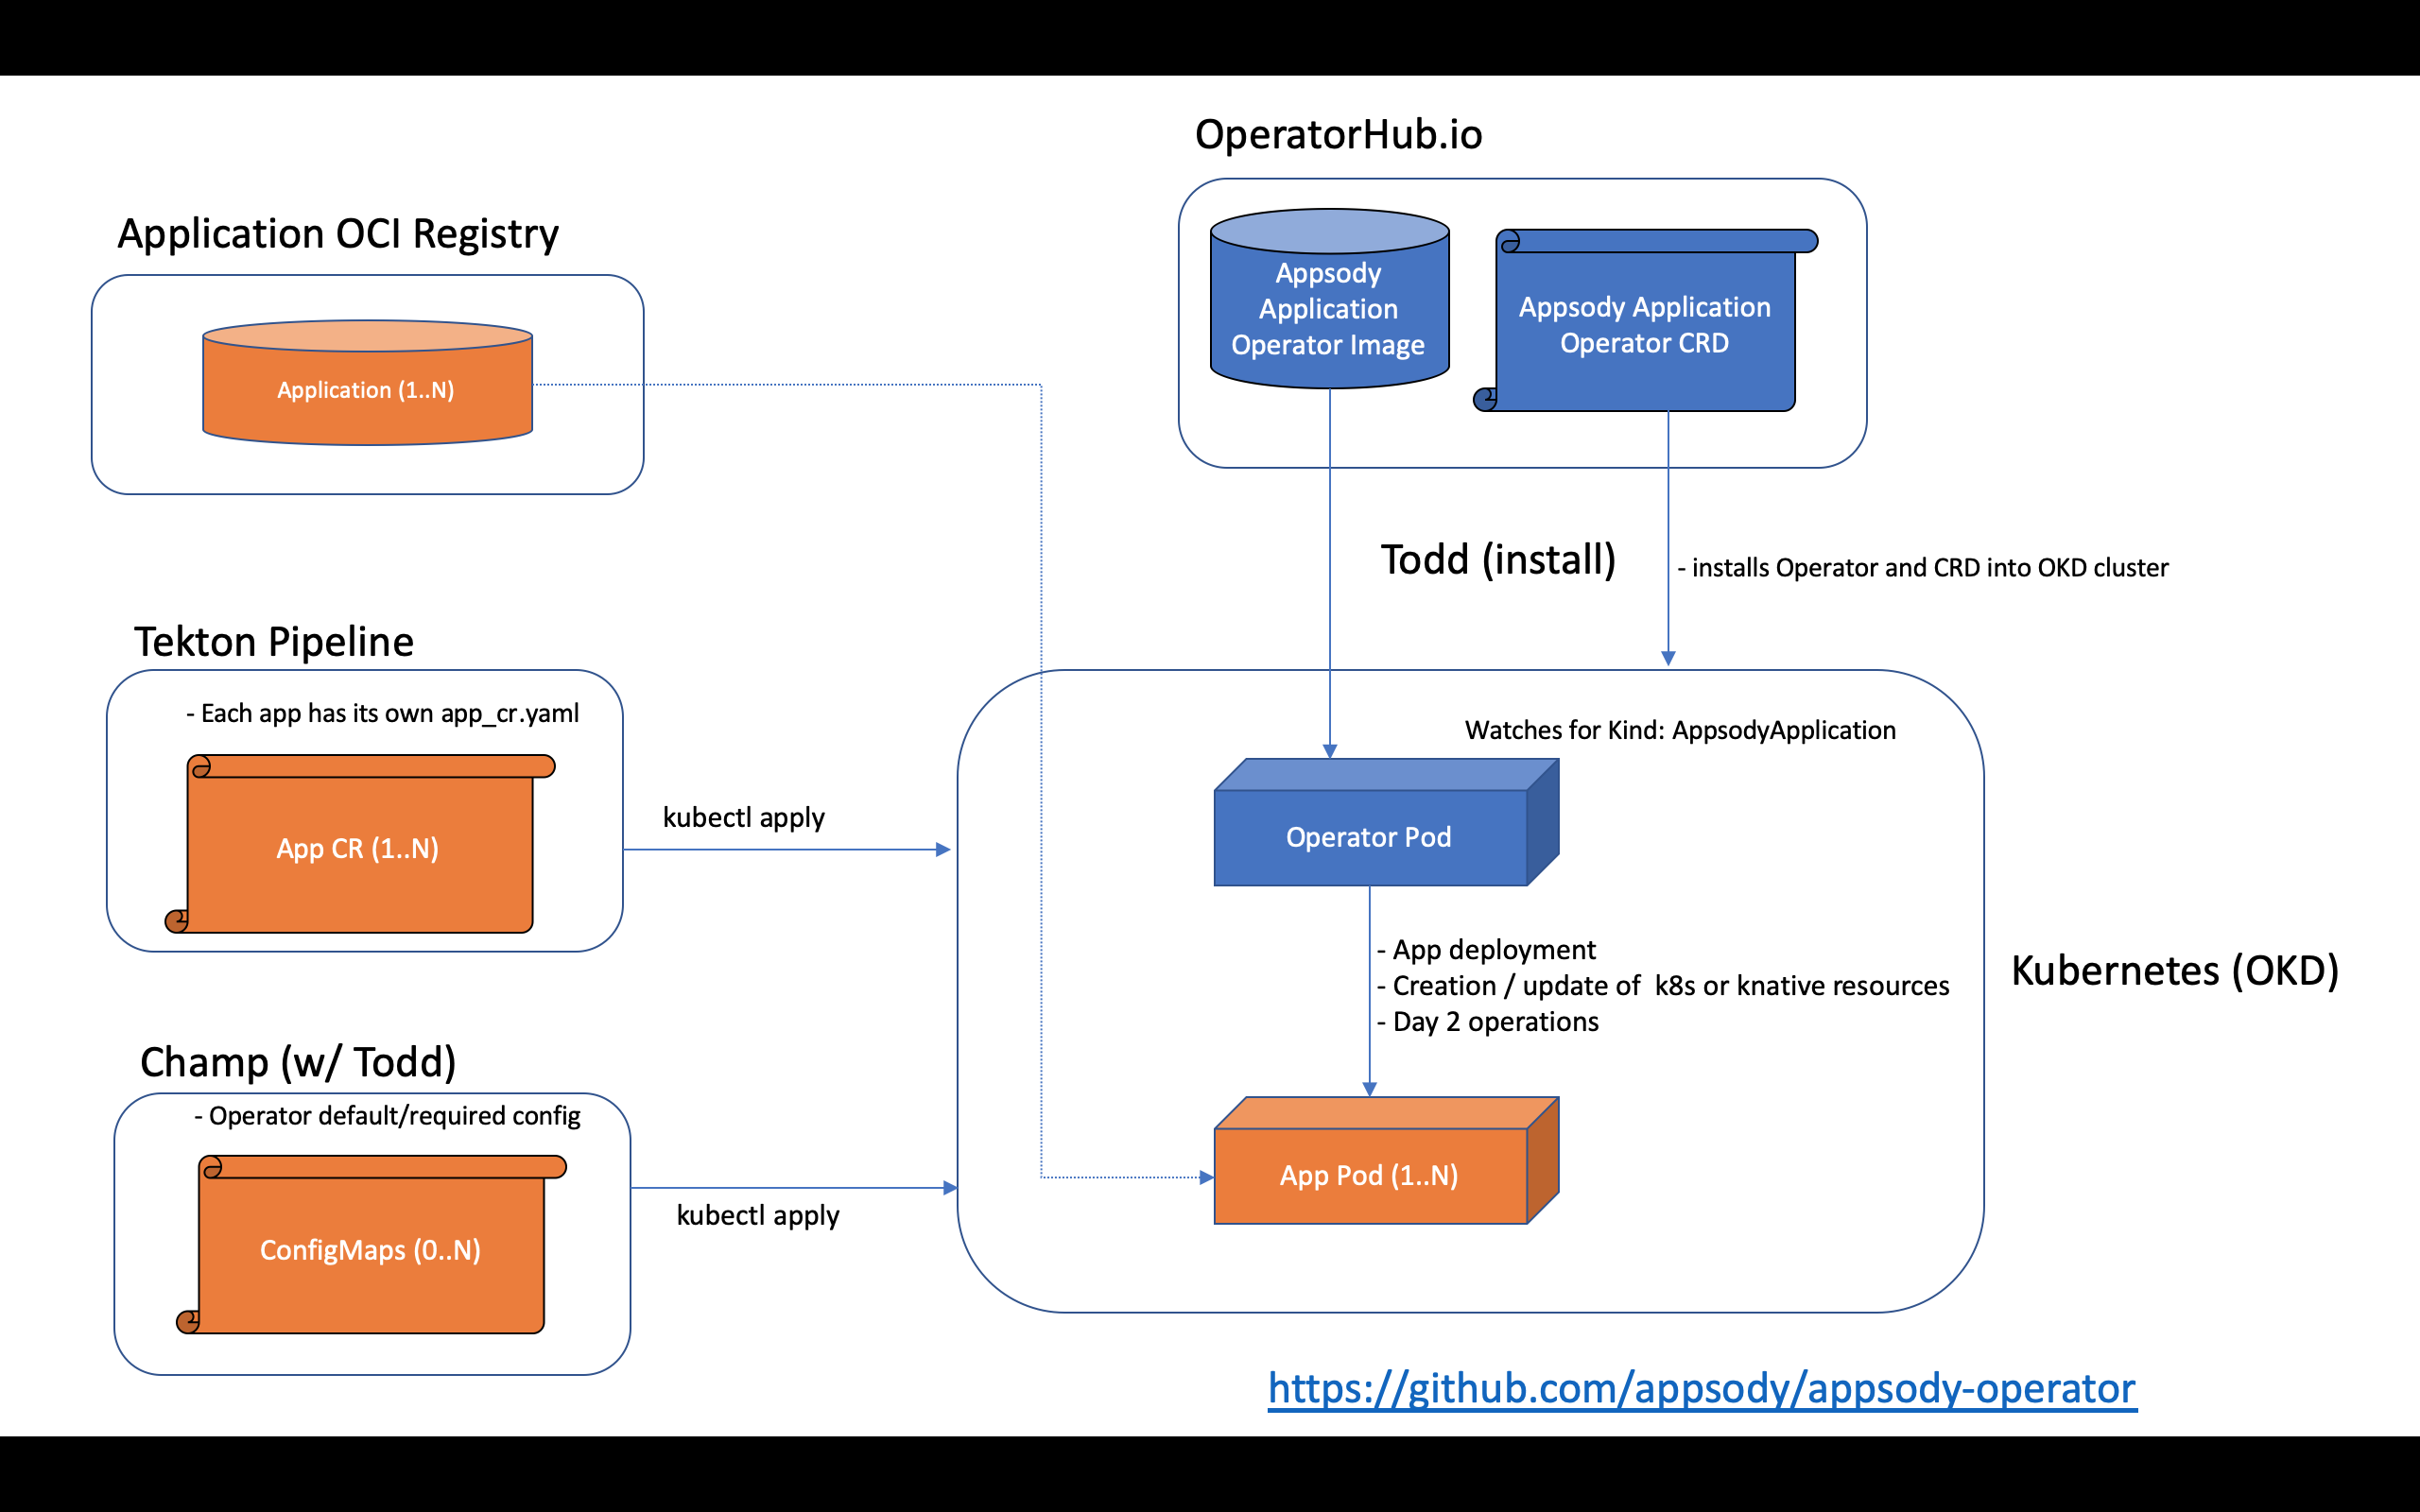 OperatorHub.io
Application OCI Registry
Application (1..N)
Appsody
Application
Operator Image
Appsody Application
Operator CRD
Todd (install)
- installs Operator and CRD into OKD cluster
Tekton Pipeline
- Each app has its own app_cr.yaml
App CR (1..N)
kubectl apply
Watches for Kind: AppsodyApplication
Operator Pod
- App deployment
- Creation / update of k8s or knative resources
- Day 2 operations
Kubernetes (OKD)
Champ (w/ Todd)
- Operator default/required config
ConfigMaps (0..N)
kubectl apply
App Pod (1..N)
https://github.com/appsody/appsody-operator